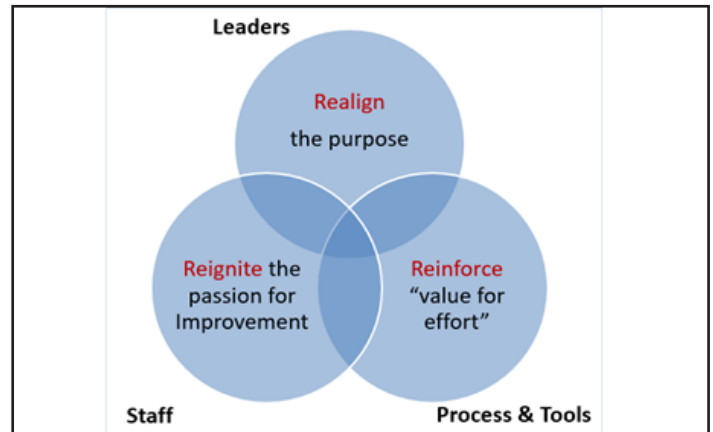 Leaders
Realign
the purpose
Reignite the
passion for
Improvement
Reinforce
“value for
effort”
Staff
Process & Tools